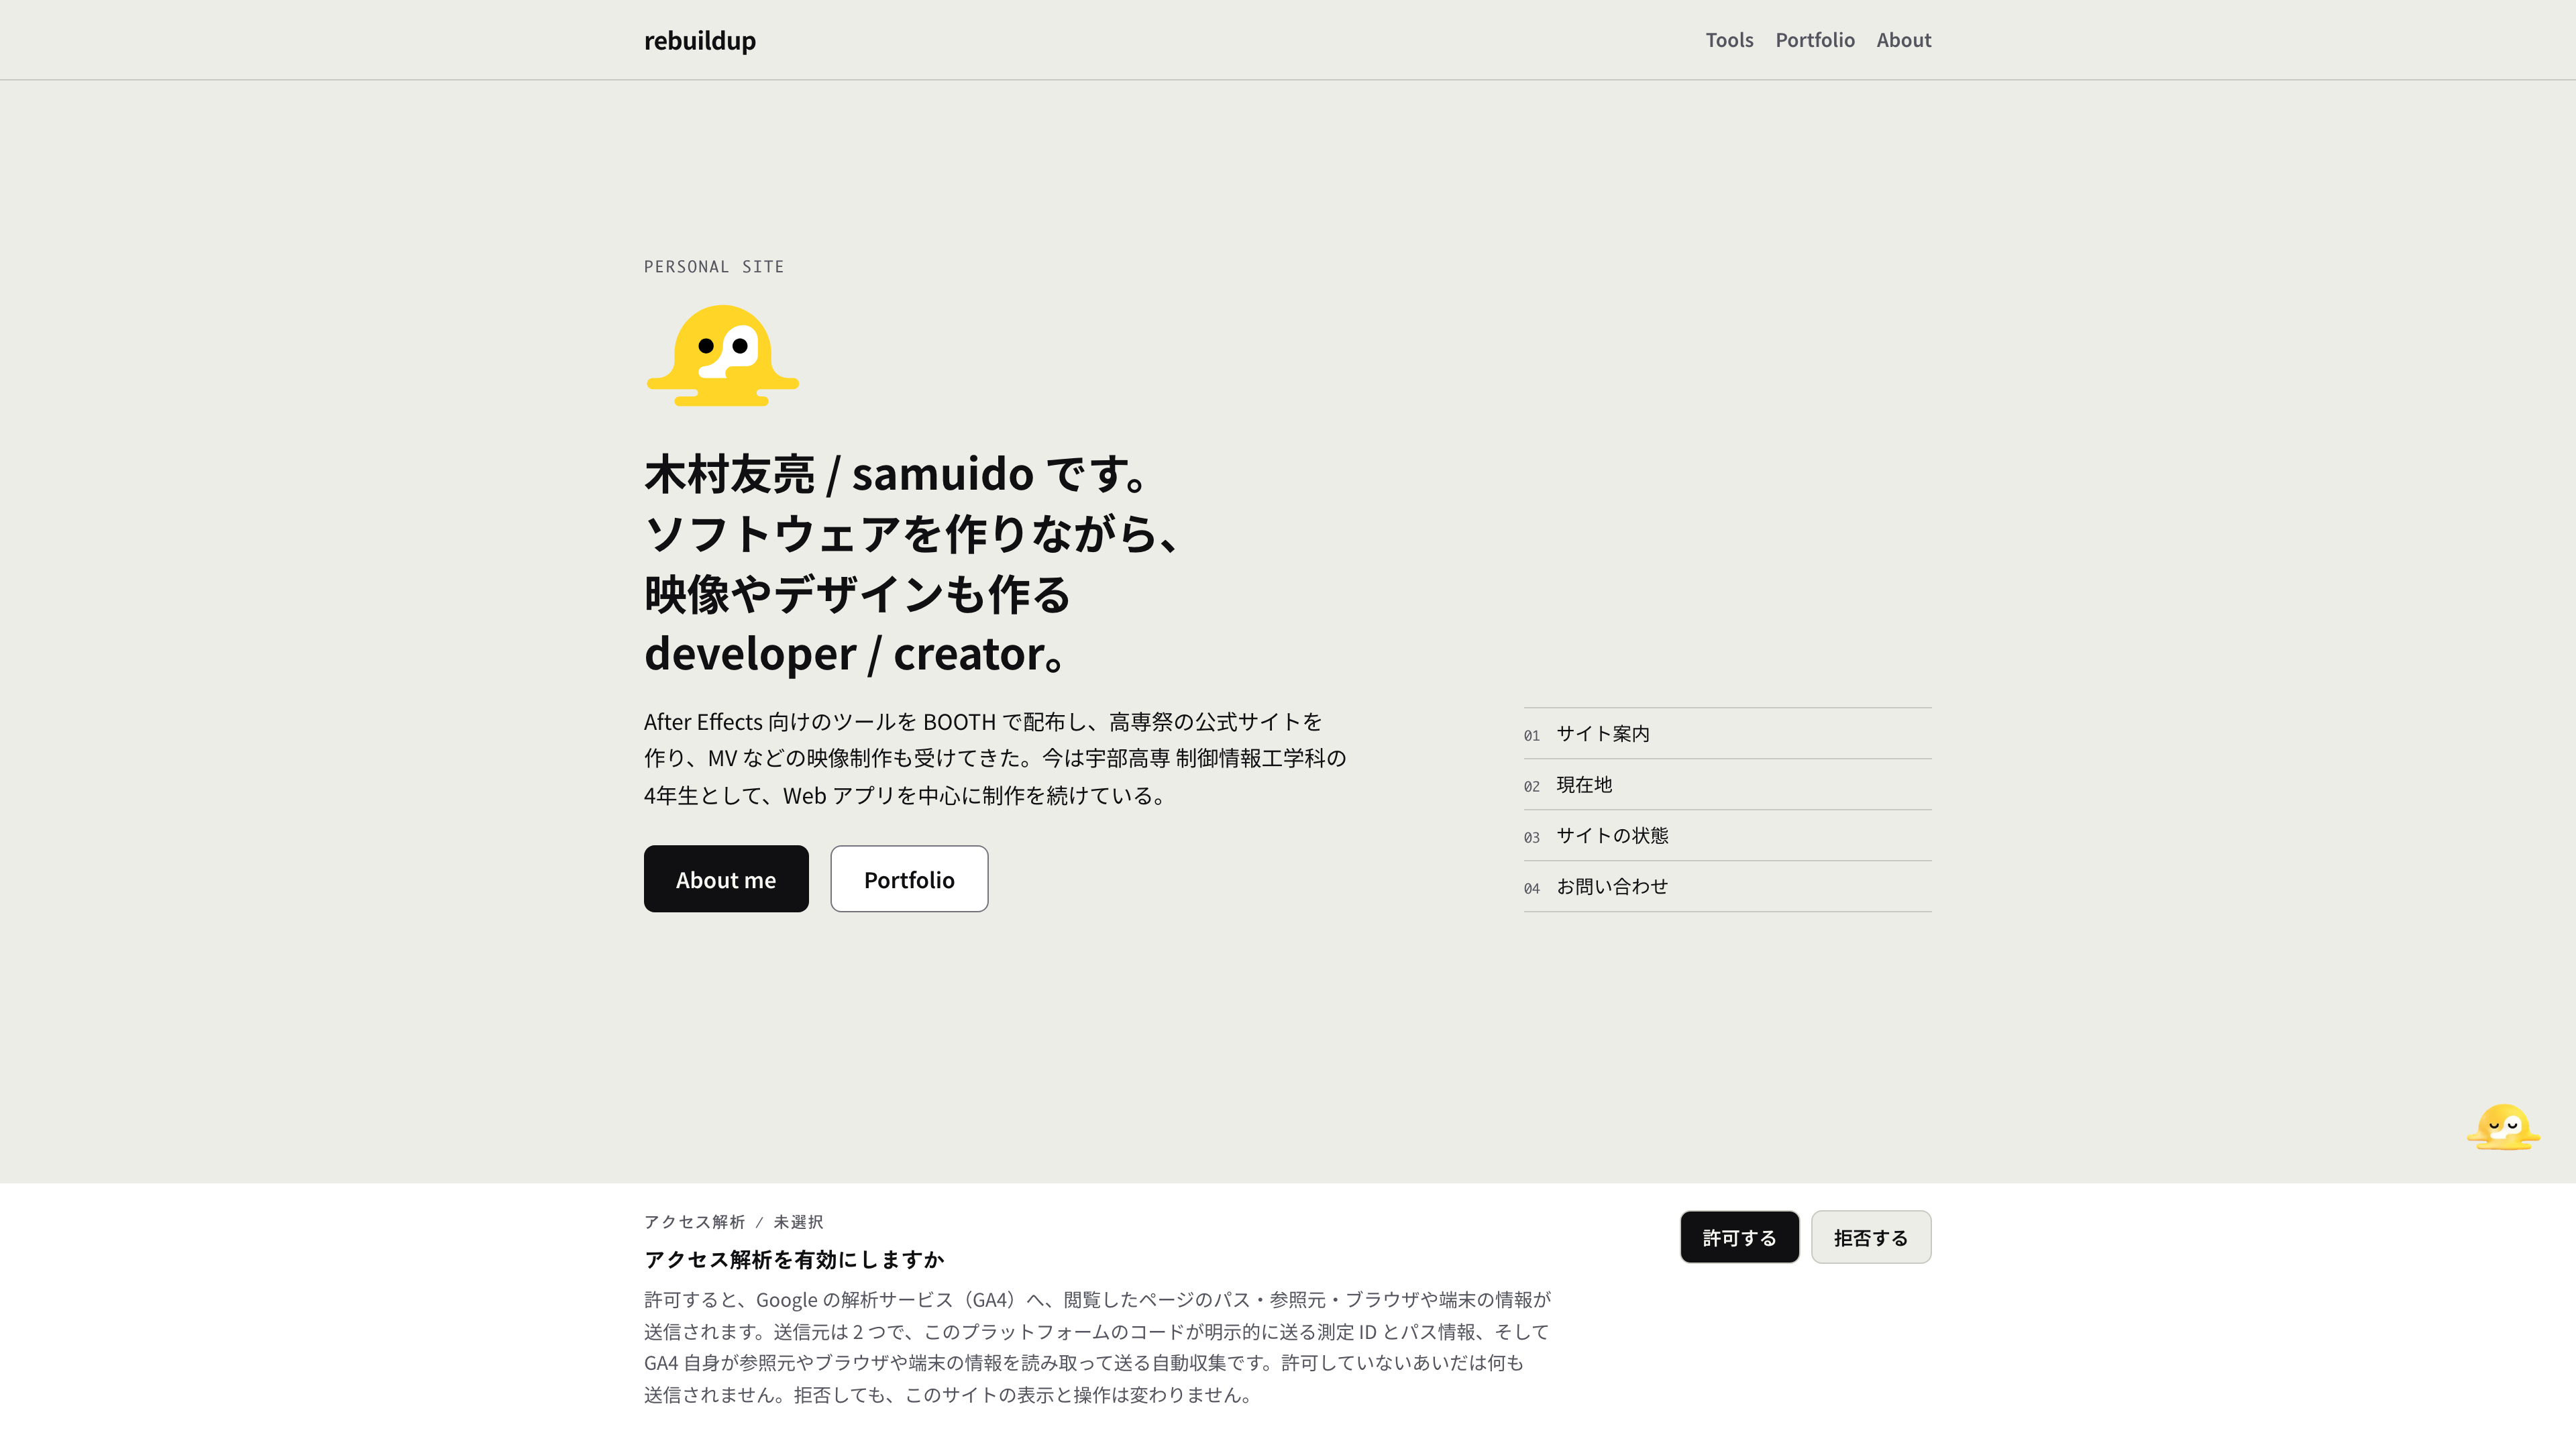 rebuildup
Tools Portfolio About
PERSONAL SITE
木村友亮 / samuido です。
ソフトウェアを作りながら、
映像やデザインも作る
developer / creator。
After Effects 向けのツールを BOOTH で配布し、高専祭の公式サイトを
作り、MV などの映像制作も受けてきた。今は宇部高専 制御情報工学科の
4年生として、Web アプリを中心に制作を続けている。
About me
Portfolio
01 サイト案内
02 現在地
03 サイトの状態
04 お問い合わせ
アクセス解析 / 未選択
アクセス解析を有効にしますか
許可すると、Google の解析サービス（GA4）へ、閲覧したページのパス・参照元・ブラウザや端末の情報が
送信されます。送信元は 2 つで、このプラットフォームのコードが明示的に送る測定 ID とパス情報、そして
GA4 自身が参照元やブラウザや端末の情報を読み取って送る自動収集です。許可していないあいだは何も
送信されません。拒否しても、このサイトの表示と操作は変わりません。
許可する
拒否する